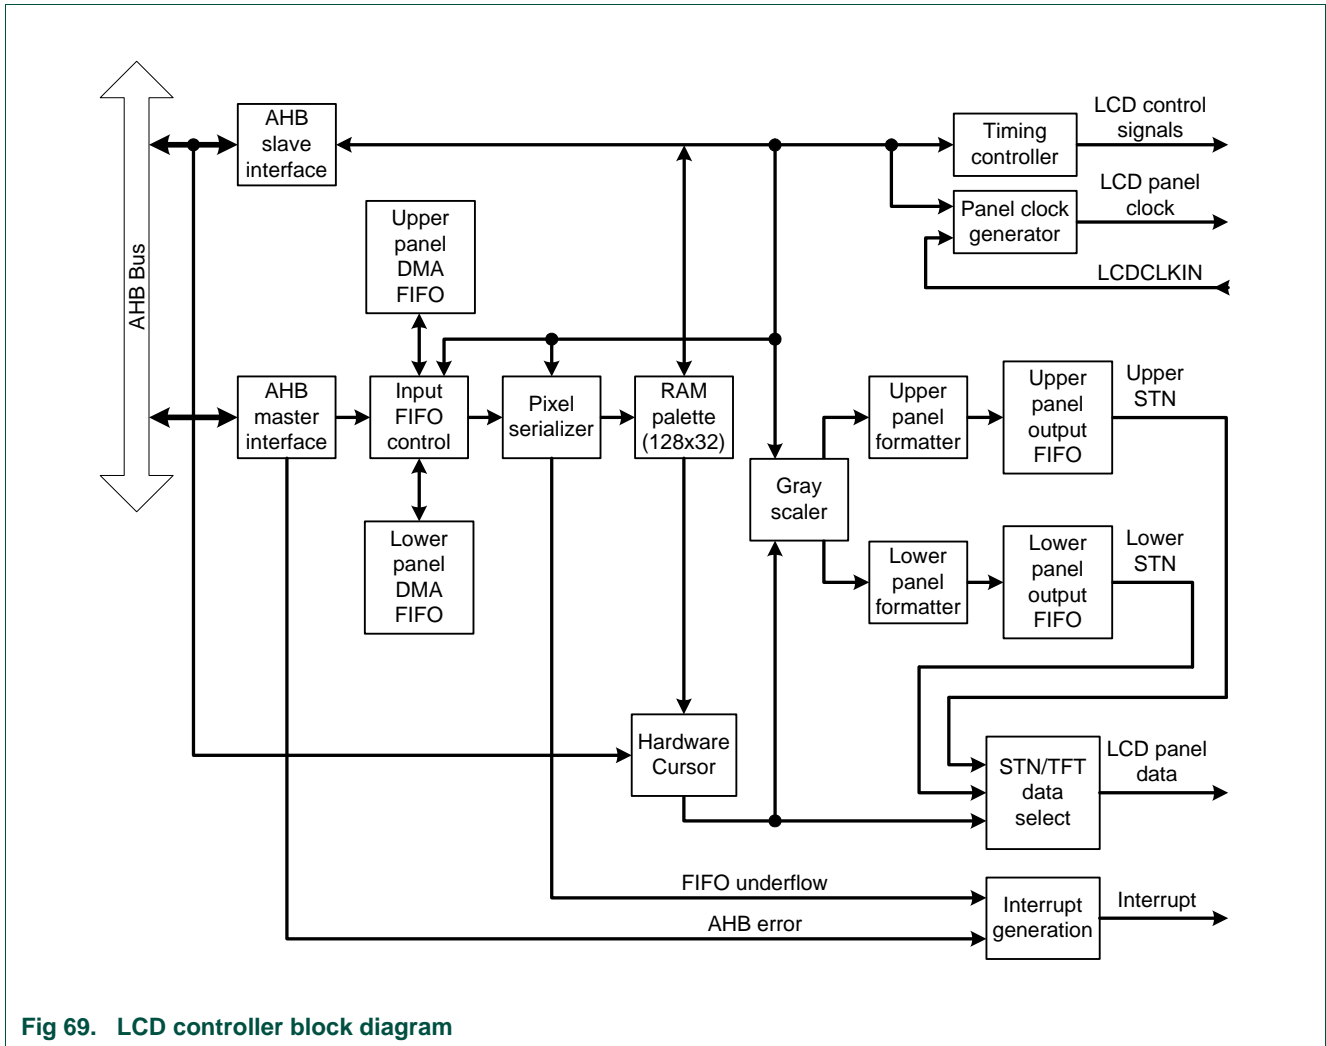 AHB
slave
interface
Timing
controller
LCD control
signals
Panel clock
generator
LCD panel
clock
LCDCLKIN
AHB Bus
Upper
panel
DMA
FIFO
AHB
master
interface
Input
FIFO
control
Pixel
serializer
RAM
palette
(128x32)
Upper
panel
formatter
Upper
panel
output
FIFO
Upper
STN
Gray
scaler
Lower
panel
DMA
FIFO
Lower
panel
formatter
Lower
panel
output
FIFO
Lower
STN
Hardware
Cursor
STN/TFT
data
select
LCD panel
data
FIFO underflow
AHB error
Interrupt
generation
Interrupt
Fig 69. LCD controller block diagram